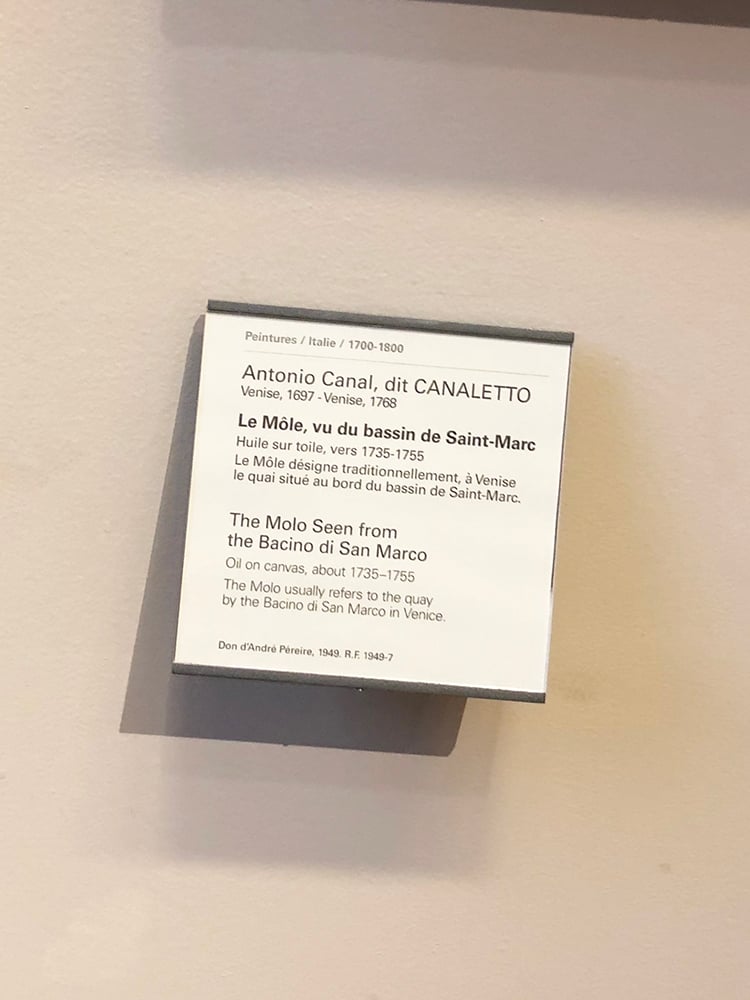 Peintures / Italie / 1700-1800
Antonio Canal, dit CANALETTO
Venise, 1697 - Venise, 1768
Le Môle, vu du bassin de Saint-Marc
Huile sur toile, vers 1735-1755
Le Môle désigne traditionnellement, à Venise
le quai situé au bord du bassin de Saint-Marc.
The Molo Seen from
the Bacino di San Marco
Oil on canvas, about 1735–1755
The Molo usually refers to the quay
by the Bacino di San Marco in Venice.
Don d'André Péreire, 1949. R.F. 1949-7